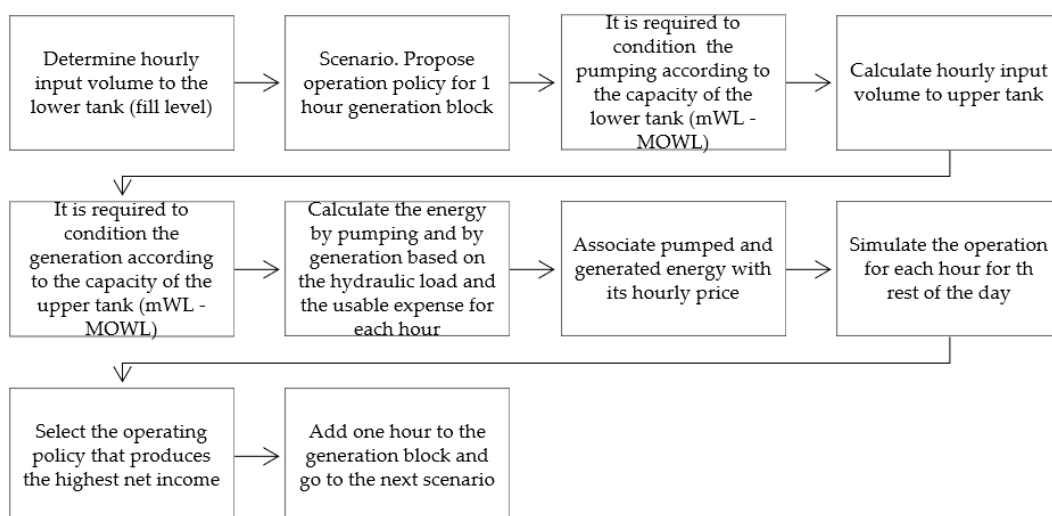 Determine hourly
input volume to the
lower tank (fill level)
Scenario. Propose
operation policy for 1
hour generation block
It is required to
condition the
pumping according to
the capacity of the
lower tank (mWL -
MOWL)
Calculate hourly input
volume to upper tank
It is required to
condition the
generation according
to the capacity of the
upper tank (mWL -
MOWL)
Calculate the energy
by pumping and by
generation based on
the hydraulic load and
the usable expense for
each hour
Associate pumped and
generated energy with
its hourly price
Simulate the operation
for each hour for th
rest of the day
Select the operating
policy that produces
the highest net income
Add one hour to the
generation block and
go to the next scenario